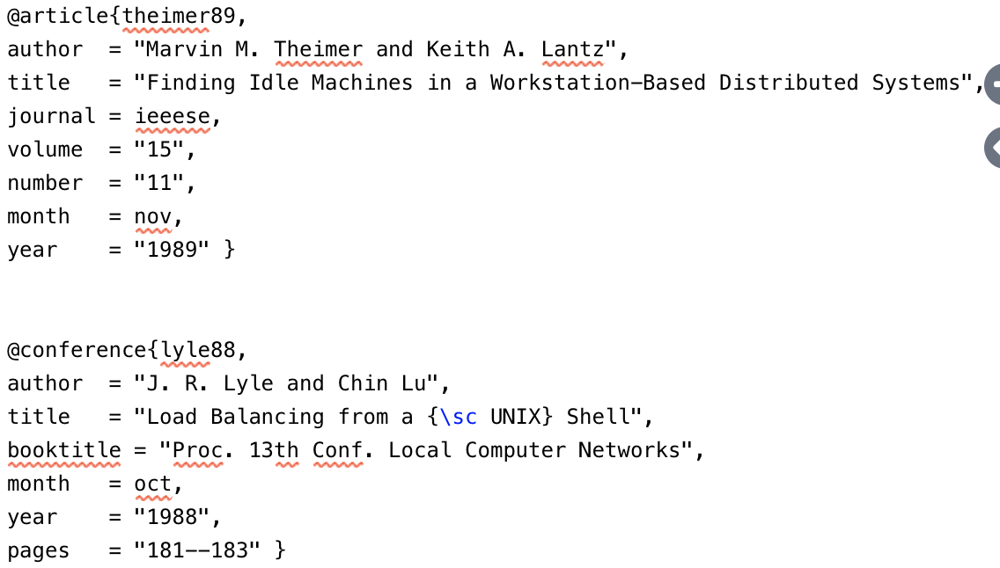 @article{theimer89,
author  = "Marvin M. Theimer and Keith A. Lantz",
title   = "Finding Idle Machines in a Workstation-Based Distributed Systems",
journal = ieeese,
volume  = "15",
number  = "11",
month   = nov,
year    = "1989" }
@conference{lyle88,
author  = "J. R. Lyle and Chin Lu",
title   = "Load Balancing from a {\sc UNIX} Shell",
booktitle = "Proc. 13th Conf. Local Computer Networks",
month   = oct,
year    = "1988",
pages   = "181--183" }